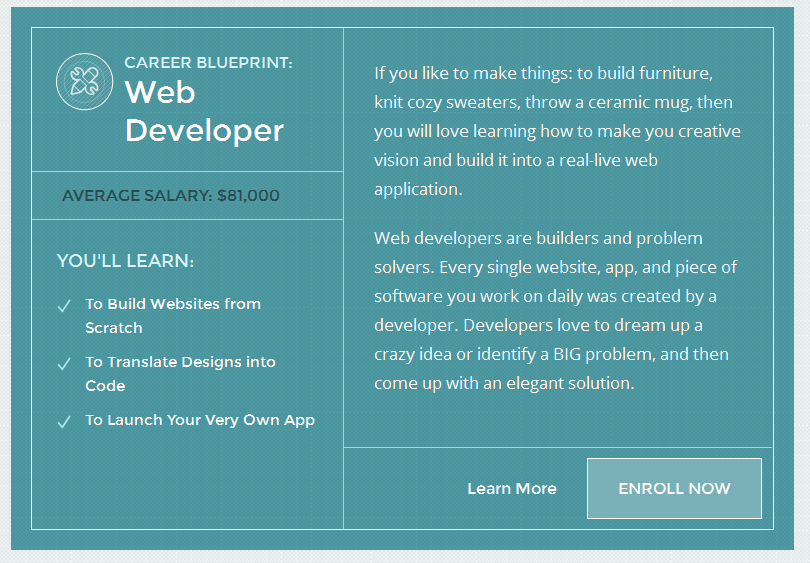 CAREER BLUEPRINT:
Web
Developer
AVERAGE SALARY: $81,000
YOU'LL LEARN:
To Build Websites from
Scratch
To Translate Designs into
Code
To Launch Your Very Own App
If you like to make things: to build furniture,
knit cozy sweaters, throw a ceramic mug, then
you will love learning how to make you creative
vision and build it into a real-live web
application.
Web developers are builders and problem
solvers. Every single website, app, and piece of
software you work on daily was created by a
developer. Developers love to dream up a
crazy idea or identify a BIG problem, and then
come up with an elegant solution.
Learn More
ENROLL NOW